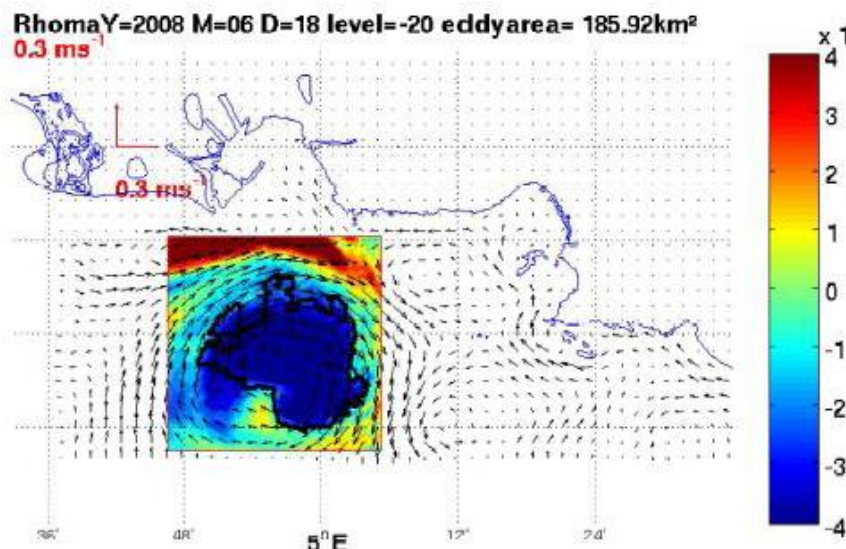 RhomaY=2008 M=06 D=18 level=-20 eddyarea= 185.92km²
0.3 ms⁻¹
x 1
4
3
2
1
0
-1
-2
-3
-4
0.3 ms⁻¹
36'
48'
5°E
12'
24'